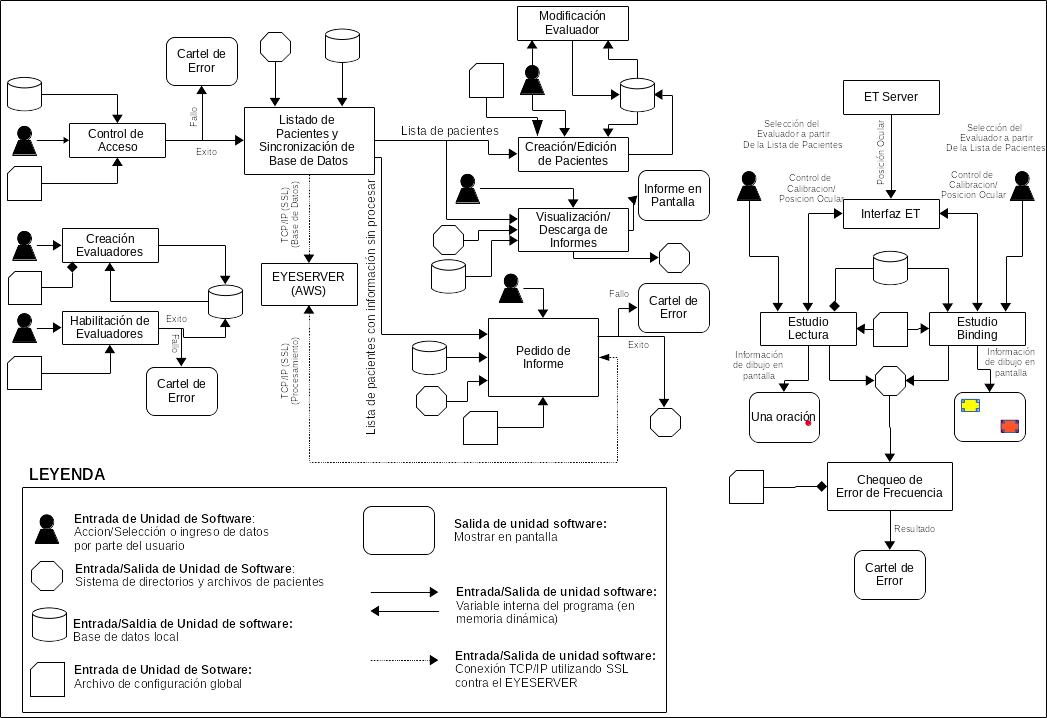 Modificación
Evaluador
Cartel de
Error
Listado de
Pacientes y
Sincronización de
Base de Datos
Control de
Acceso
Fallo
Exito
Lista de pacientes
Creación/Edición
de Pacientes
ET Server
Selección del
Evaluador a partir
De la Lista de Pacientes
Posición Ocular
Selección del
Evaluador a partir
De la Lista de Pacientes
Control de
Calibracion/
Posicion Ocular
Control de
Calibracion/
Posicion Ocular
Interfaz ET
Informe en
Pantalla
Visualización/
Descarga de
Informes
TCP/IP (SSL)
(Base de Datos)
Lista de pacientes con información sin procesar
Creación
Evaluadores
EYESERVER
(AWS)
Habilitación de
Evaluadores
Exito
Fallo
Cartel de
Error
TCP/IP (SSL)
(Procesamiento)
Pedido de
Informe
Fallo
Cartel de
Error
Exito
Estudio
Lectura
Estudio
Binding
Información
de dibujo en
pantalla
Información
de dibujo en
pantalla
Una oración
Chequeo de
Error de Frecuencia
Resultado
Cartel de
Error
LEYENDA
Entrada de Unidad de Software:
Accion/Selección o ingreso de datos
por parte del usuario
Entrada/Salida de Unidad de Software:
Sistema de directorios y archivos de pacientes
Entrada/Saldia de Unidad de software:
Base de datos local
Entrada de Unidad de Sotware:
Archivo de configuración global
Salida de unidad software:
Mostrar en pantalla
Entrada/Salida de unidad software:
Variable interna del programa (en
memoria dinámica)
Entrada/Salida de unidad software:
Conexión TCP/IP utilizando SSL
contra el EYESERVER